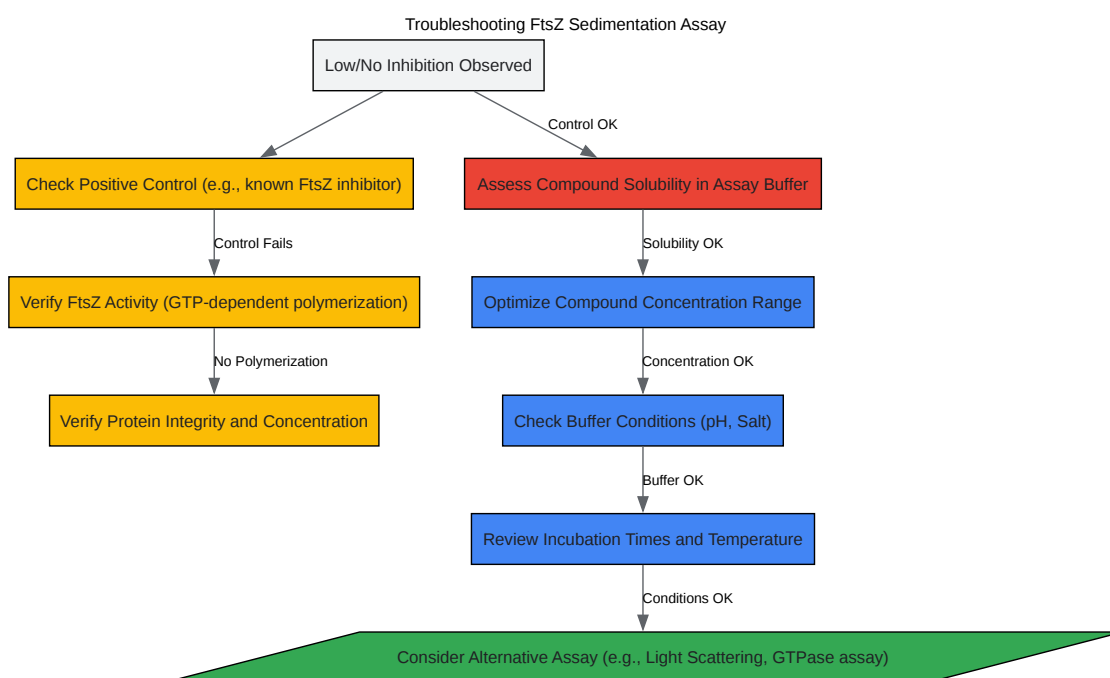 Troubleshooting FtsZ Sedimentation Assay
Low/No Inhibition Observed
Control OK
Check Positive Control (e.g., known FtsZ inhibitor)
Assess Compound Solubility in Assay Buffer
Control Fails
Solubility OK
Verify FtsZ Activity (GTP-dependent polymerization)
Optimize Compound Concentration Range
No Polymerization
Concentration OK
Verify Protein Integrity and Concentration
Check Buffer Conditions (pH, Salt)
Buffer OK
Review Incubation Times and Temperature
Conditions OK
Consider Alternative Assay (e.g., Light Scattering, GTPase assay)